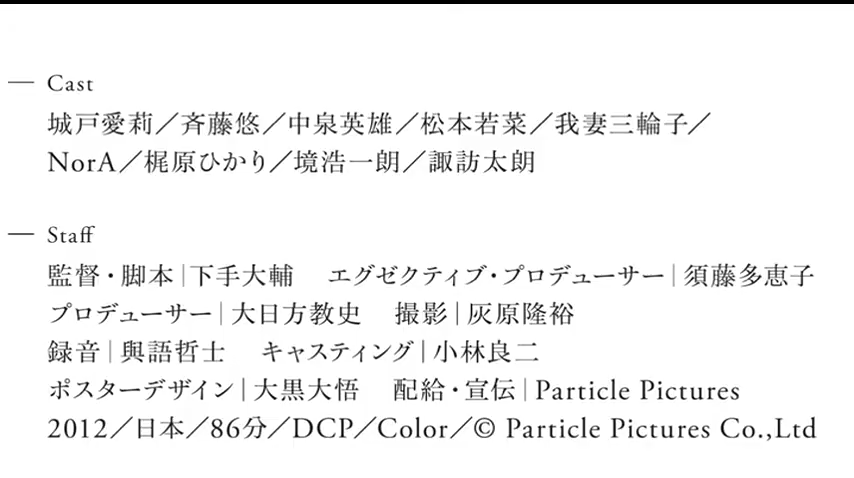 — Cast
城戸愛莉／斉藤悠／中泉英雄／松本若菜／我妻三輪子／
NorA／梶原ひかり／境浩一朗／諏訪太朗
— Staff
監督・脚本|下手大輔 エグゼクティブ・プロデューサー|須藤多恵子
プロデューサー|大日方教史 撮影|灰原隆裕
録音|與語哲士 キャスティング|小林良二
ポスターデザイン|大黒大悟 配給・宣伝|Particle Pictures
2012／日本／86分／DCP／Color／© Particle Pictures Co.,Ltd